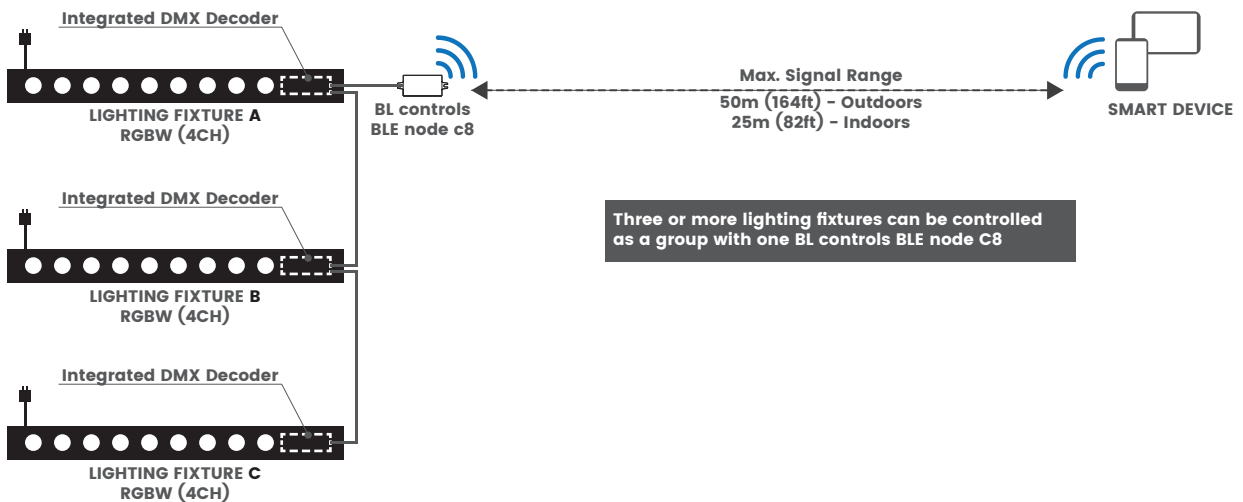 Integrated DMX Decoder
LIGHTING FIXTURE A
RGBW (4CH)
BL controls
BLE node c8
Max. Signal Range
50m (164ft) - Outdoors
25m (82ft) - Indoors
SMART DEVICE
Integrated DMX Decoder
LIGHTING FIXTURE B
RGBW (4CH)
Three or more lighting fixtures can be controlled
as a group with one BL controls BLE node C8
Integrated DMX Decoder
LIGHTING FIXTURE C
RGBW (4CH)